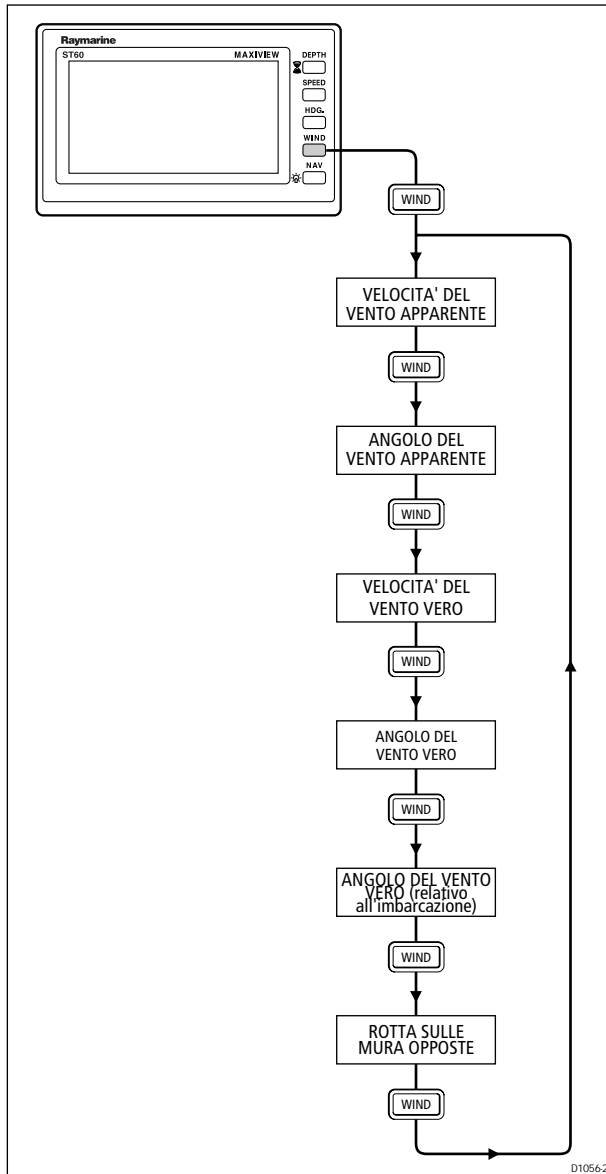 Raymarine
ST60 MAXIVIEW
DEPTH
SPEED
HDG.
WIND
NAV
WIND
VELOCITA' DEL
VENTO APPARENTE
WIND
ANGOLO DEL
VENTO APPARENTE
WIND
VELOCITA' DEL
VENTO VERO
WIND
ANGOLO DEL
VENTO VERO
WIND
ANGOLO DEL VENTO
VERO (relativo
all'imbarcazione)
WIND
ROTTA SULLE
MURA OPPOSTE
WIND
D1056-2